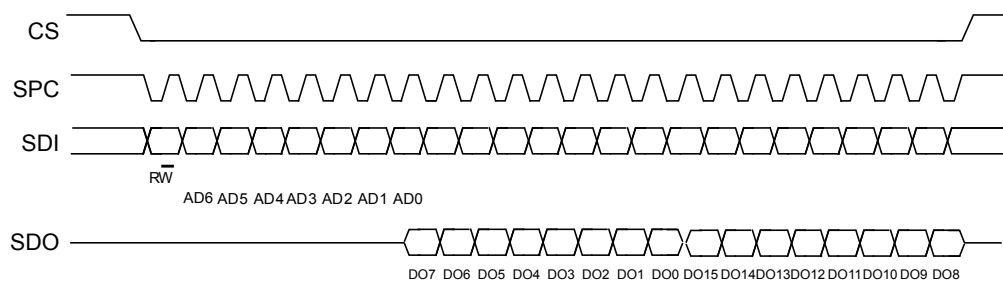 CS
SPC
SDI
RW̅
AD6 AD5 AD4 AD3 AD2 AD1 AD0
SDO
DO7 DO6 DO5 DO4 DO3 DO2 DO1 DO0 DO15 DO14 DO13 DO12 DO11 DO10 DO9 DO8